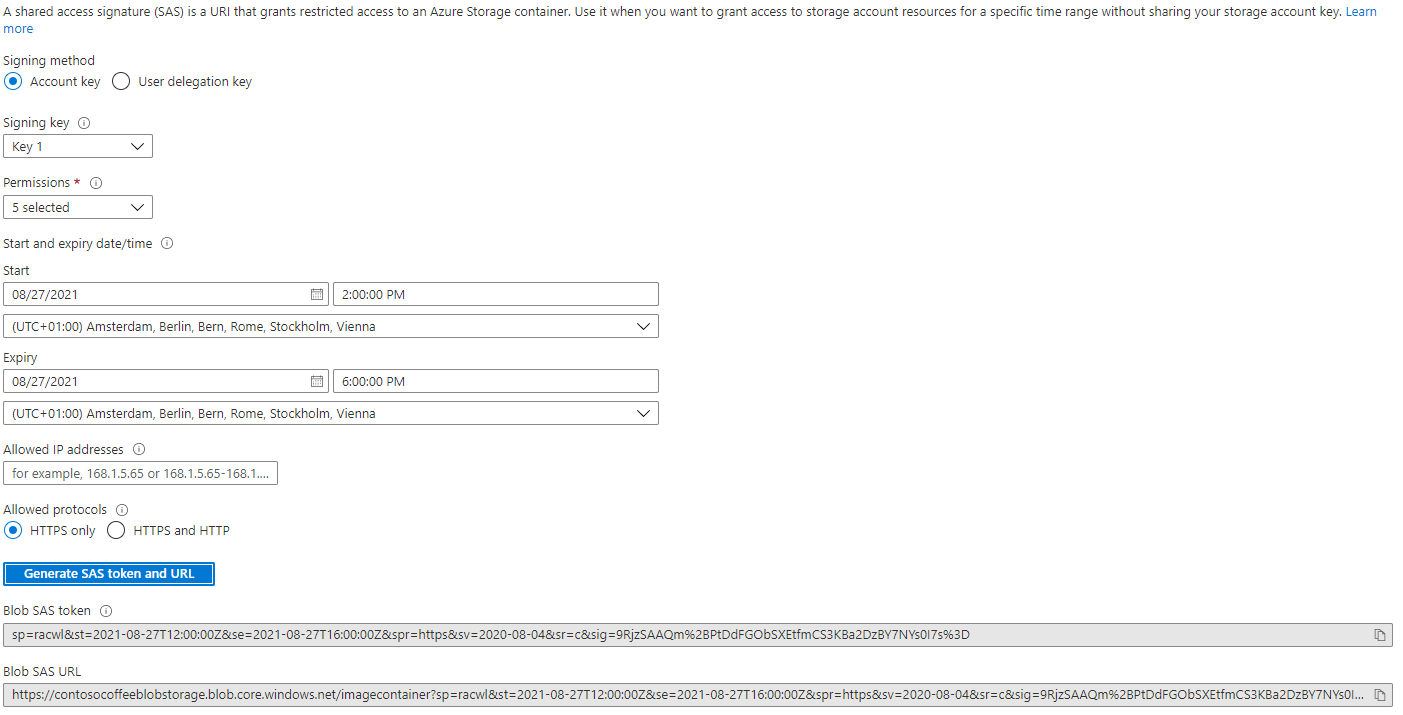 A shared access signature (SAS) is a URI that grants restricted access to an Azure Storage container. Use it when you want to grant access to storage account resources for a specific time range without sharing your storage account key. Learn
more
Signing method
Account key User delegation key
Signing key
Key 1
Permissions *
5 selected
Start and expiry date/time
Start
08/27/2021 2:00:00 PM
(UTC+01:00) Amsterdam, Berlin, Bern, Rome, Stockholm, Vienna
Expiry
08/27/2021 6:00:00 PM
(UTC+01:00) Amsterdam, Berlin, Bern, Rome, Stockholm, Vienna
Allowed IP addresses
for example, 168.1.5.65 or 168.1.5.65-168.1....
Allowed protocols
HTTPS only HTTPS and HTTP
Generate SAS token and URL
Blob SAS token
sp=racwl&st=2021-08-27T12:00:00Z&se=2021-08-27T16:00:00Z&spr=https&sv=2020-08-04&sr=c&sig=9RjzSAAQm%2BPtDdFGObSXEtfmCS3KBa2DzBY7NYs0I7s%3D
Blob SAS URL
https://contosocoffeeblobstorage.blob.core.windows.net/imagecontainer?sp=racwl&st=2021-08-27T12:00:00Z&se=2021-08-27T16:00:00Z&spr=https&sv=2020-08-04&sr=c&sig=9RjzSAAQm%2BPtDdFGObSXEtfmCS3KBa2DzBY7NYs0I...